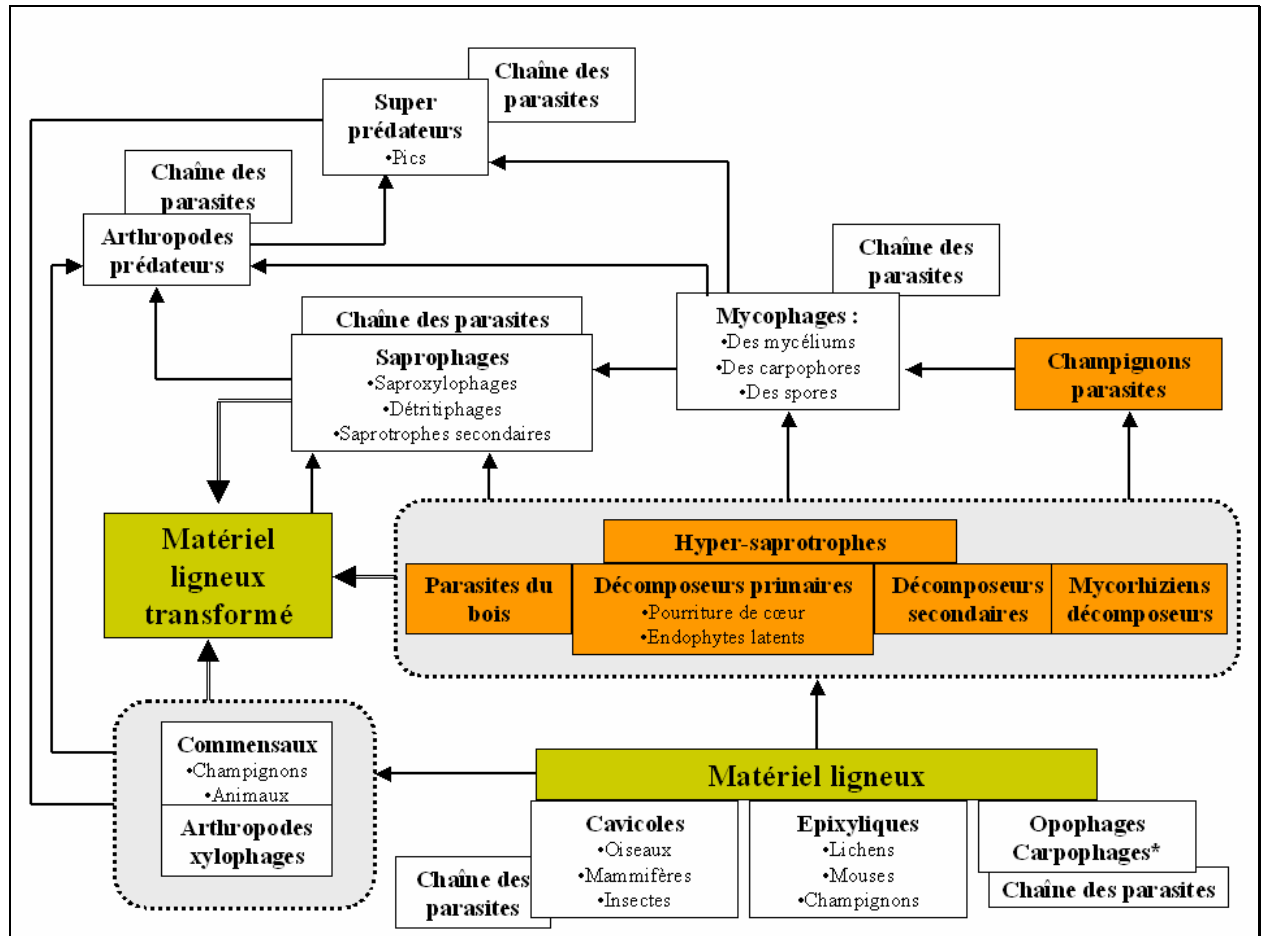 Chaîne des
parasites
Super
prédateurs
•Pics
Chaîne des
parasites
Arthropodes
prédateurs
Chaîne des
parasites
Chaîne des parasites
Saprophages
•Saproxylophages
•Détritiphages
•Saprotrophes secondaires
Mycophages :
•Des mycéliums
•Des carpophores
•Des spores
Champignons
parasites
Matériel
ligneux
transformé
Hyper-saprotrophes
Parasites du
bois
Décomposeurs primaires
•Pourriture de cœur
•Endophytes latents
Décomposeurs
secondaires
Mycorhiziens
décomposeurs
Commensaux
•Champignons
•Animaux
Arthropodes
xylophages
Matériel ligneux
Cavicoles
•Oiseaux
•Mammifères
•Insectes
Chaîne des
parasites
Epixyliques
•Lichens
•Mouses
•Champignons
Opophages
Carpophages*
Chaîne des parasites